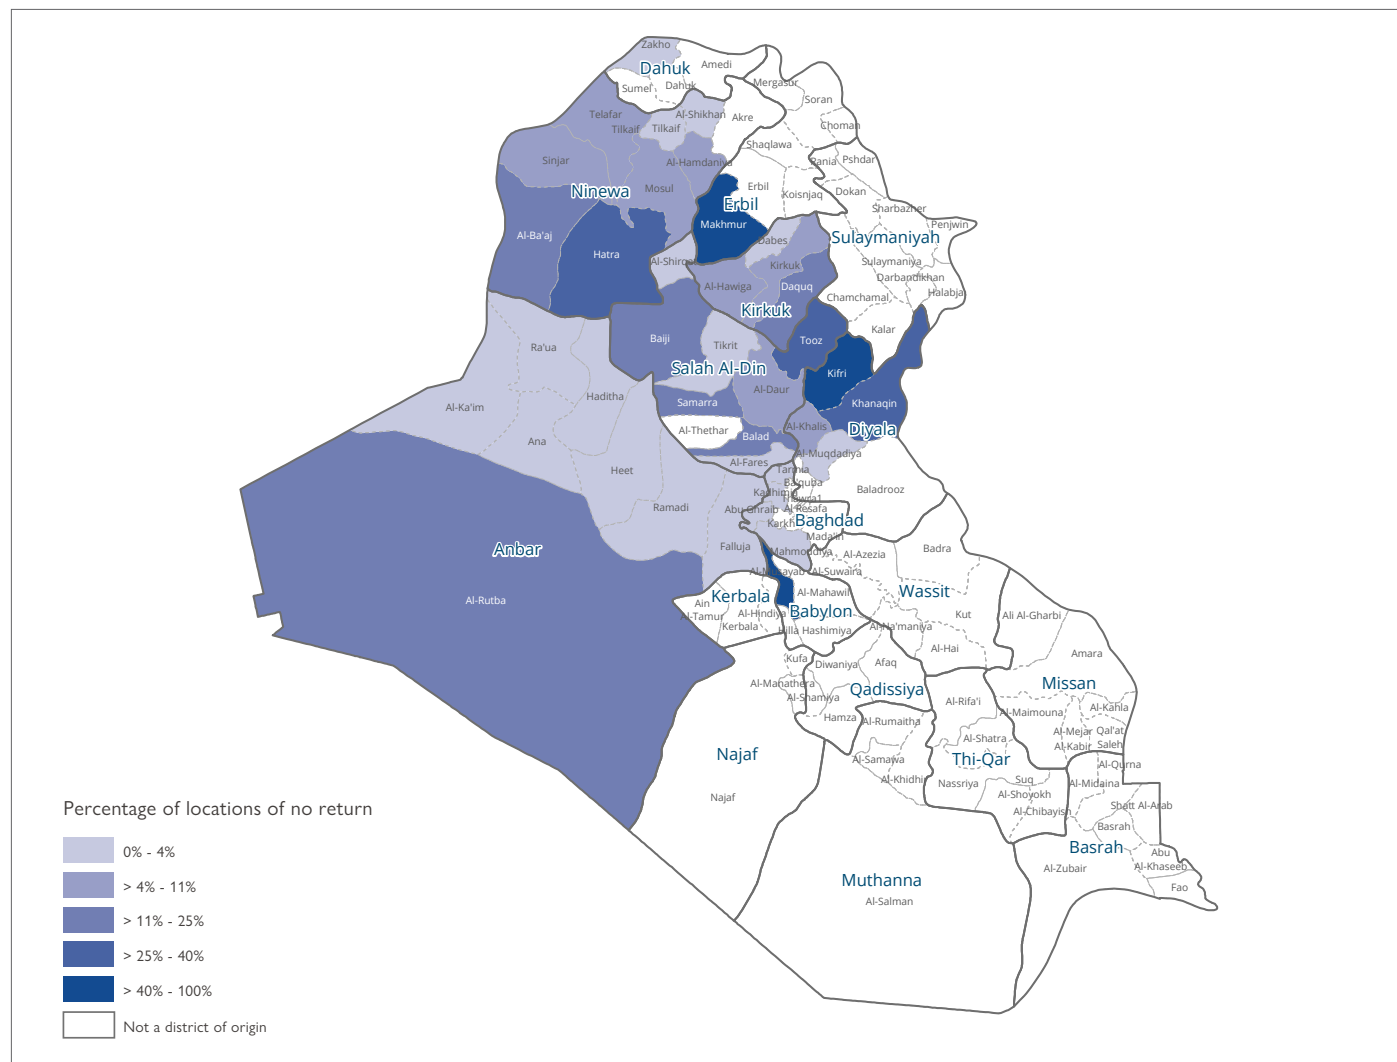 Zakho
Dahuk
Amedi
Sumel
Dahuk
Mergasur
Soran
Choman
Telafar
Tilkaif
Tilkaif
Al-Shikhan
Akre
Shaqlawa
Rania
Pshdar
Sinjar
Al-Hamdaniya
Mosul
Ninewa
Erbil
Erbil
Koisnjaq
Dokan
Sharbazher
Penjwin
Makhmur
Dabes
Sulaymaniyah
Al-Ba'aj
Hatra
Al-Shirqat
Kirkuk
Sulaymaniya
Darbandikhan
Halabja
Al-Hawiga
Daquq
Chamchamal
Kirkuk
Kalar
Ra'ua
Baiji
Tikrit
Tooz
Salah Al-Din
Kifri
Haditha
Al-Daur
Al-Ka'im
Samarra
Khanaqin
Al-Thethar
Balad
Al-Khalis
Diyala
Ana
Al-Fares
Al-Muqdadiya
Heet
Tarmia
Ba'quba
Baladrooz
Kadhimia
Thawra1
Ramadi
Abu Ghraib
Al-Resafa
Karkh
Baghdad
Mada'in
Falluja
Mahmoudiya
Al-Azezia
Badra
Anbar
Al-Musayab
Al-Suwaira
Al-Rutba
Kerbala
Al-Mahawil
Wassit
Ain
Al-Tamur
Al-Hindiya
Babylon
Kut
Ali Al-Gharbi
Kerbala
Hilla
Hashimiya
Al-Na'maniya
Al-Hai
Amara
Kufa
Diwaniya
Afaq
Al-Manathera
Al-Shamiya
Qadissiya
Missan
Hamza
Al-Rumaitha
Al-Rifa'i
Al-Maimouna
Al-Kahla
Al-Mejar
Al-Kabir
Qal'at
Saleh
Al-Shatra
Najaf
Al-Samawa
Thi-Qar
Al-Qurna
Al-Khidhir
Nassriya
Suq
Al-Shoyokh
Al-Midaina
Najaf
Al-Chibayish
Shatt Al-Arab
Basrah
Basrah
Abu
Al-Khaseeb
Al-Zubair
Fao
Muthanna
Al-Salman
Percentage of locations of no return
0% - 4%
> 4% - 11%
> 11% - 25%
> 25% - 40%
> 40% - 100%
Not a district of origin